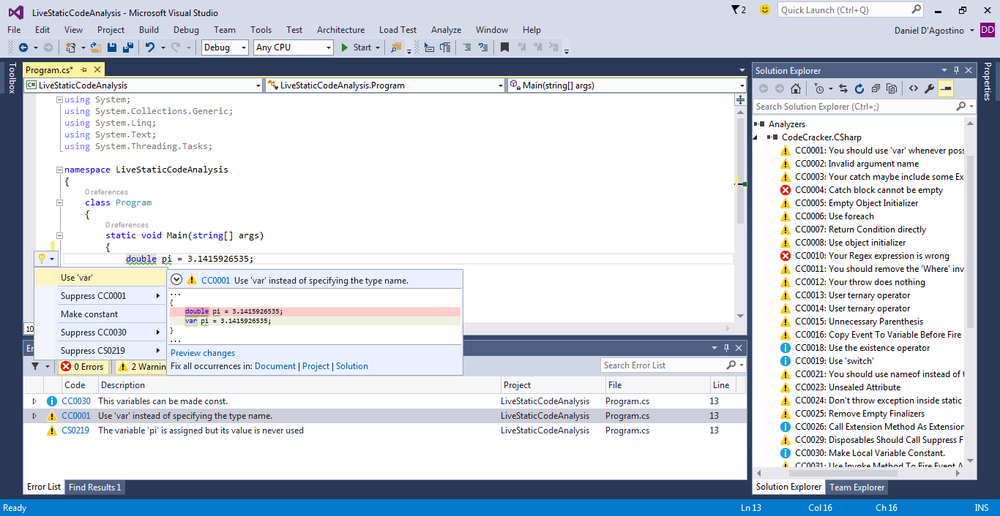 LiveStaticCodeAnalysis - Microsoft Visual Studio
2
Quick Launch (Ctrl+Q)
File Edit View Project Build Debug Team Tools Test Architecture Load Test Analyze Window Help
Daniel D'Agostino DD
Debug Any CPU Start
Toolbox
Program.cs*
C# LiveStaticCodeAnalysis LiveStaticCodeAnalysis.Program Main(string[] args)
using System;
using System.Collections.Generic;
using System.Linq;
using System.Text;
using System.Threading.Tasks;
namespace LiveStaticCodeAnalysis
{
0 references
class Program
{
0 references
static void Main(string[] args)
{
double pi = 3.1415926535;
Use 'var'
Suppress CC0001
Make constant
Suppress CC0030
Suppress CS0219
CC0001 Use 'var' instead of specifying the type name.
...
{
double pi = 3.1415926535;
var pi = 3.1415926535;
}
...
Preview changes
Fix all occurrences in: Document | Project | Solution
10
Er
0 Errors 2 Warnin
Search Error List
Code Description Project File Line
CC0030 This variables can be made const. LiveStaticCodeAnalysis Program.cs 13
CC0001 Use 'var' instead of specifying the type name. LiveStaticCodeAnalysis Program.cs 13
CS0219 The variable 'pi' is assigned but its value is never used LiveStaticCodeAnalysis Program.cs 13
Error List Find Results 1
Solution Explorer
Search Solution Explorer (Ctrl+;)
Analyzers
CodeCracker.CSharp
CC0001: You should use 'var' whenever poss
CC0002: Invalid argument name
CC0003: Your catch maybe include some Ex
CC0004: Catch block cannot be empty
CC0005: Empty Object Initializer
CC0006: Use foreach
CC0007: Return Condition directly
CC0008: Use object initializer
CC0010: Your Regex expression is wrong
CC0011: You should remove the 'Where' inv
CC0012: Your throw does nothing
CC0013: User ternary operator
CC0014: User ternary operator
CC0015: Unnecessary Parenthesis
CC0016: Copy Event To Variable Before Fire
CC0018: Use the existence operator
CC0019: Use 'switch'
CC0021: You should use nameof instead of t
CC0023: Unsealed Attribute
CC0024: Don't throw exception inside static
CC0025: Remove Empty Finalizers
CC0026: Call Extension Method As Extension
CC0029: Disposables Should Call Suppress F
CC0030: Make Local Variable Constant.
CC0031: Use Invoke Method To Fire Event A
Solution Explorer Team Explorer
Properties
Ready Ln 13 Col 16 Ch 16 INS